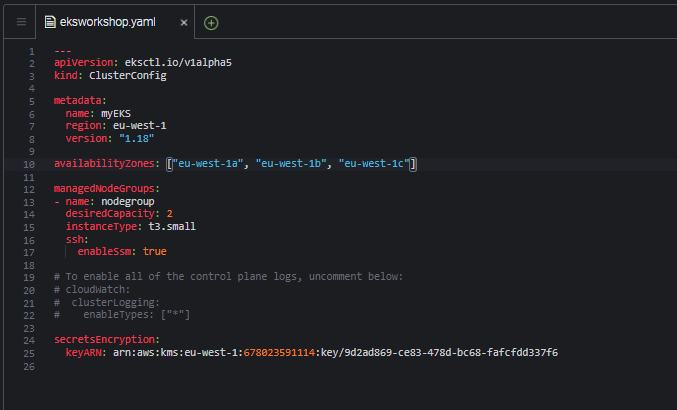 eksworkshop.yaml
1 ---
2 apiVersion: eksctl.io/v1alpha5
3 kind: ClusterConfig
4
5 metadata:
6   name: myEKS
7   region: eu-west-1
8   version: "1.18"
9
10 availabilityZones: ["eu-west-1a", "eu-west-1b", "eu-west-1c"]
11
12 managedNodeGroups:
13 - name: nodegroup
14   desiredCapacity: 2
15   instanceType: t3.small
16   ssh:
17     enableSsm: true
18
19 # To enable all of the control plane logs, uncomment below:
20 # cloudWatch:
21 #  clusterLogging:
22 #    enableTypes: ["*"]
23
24 secretsEncryption:
25   keyARN: arn:aws:kms:eu-west-1:678023591114:key/9d2ad869-ce83-478d-bc68-fafcfdd337f6
26